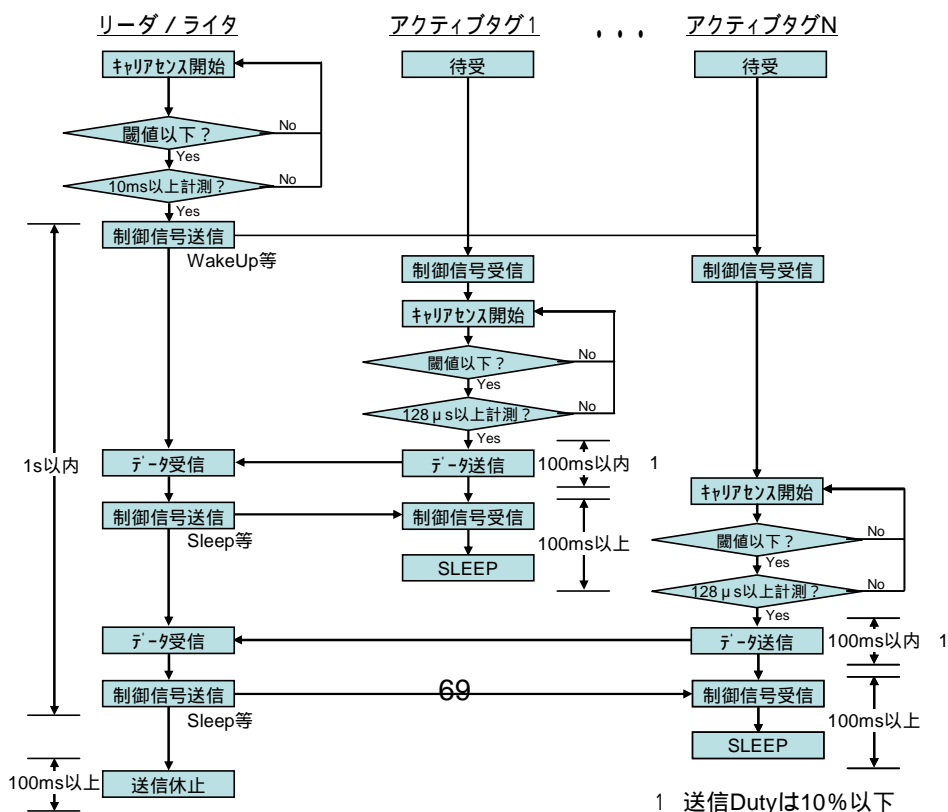 リーダ / ライタ
アクティブタグ1
・・・
アクティブタグN
ｷｬﾘｱｾﾝｽ開始
待受
待受
閾値以下？
No
Yes
10ms以上計測？
No
Yes
制御信号送信
WakeUp等
制御信号受信
制御信号受信
ｷｬﾘｱｾﾝｽ開始
閾値以下？
No
Yes
128μs以上計測？
No
Yes
1s以内
ﾃﾞｰﾀ受信
ﾃﾞｰﾀ送信
100ms以内 1
ｷｬﾘｱｾﾝｽ開始
制御信号送信
Sleep等
制御信号受信
100ms以上
閾値以下？
No
Yes
SLEEP
128μs以上計測？
No
Yes
ﾃﾞｰﾀ受信
ﾃﾞｰﾀ送信
100ms以内 1
制御信号送信
Sleep等
69
制御信号受信
100ms以上
SLEEP
100ms以上
送信休止
1 送信Dutyは10％以下